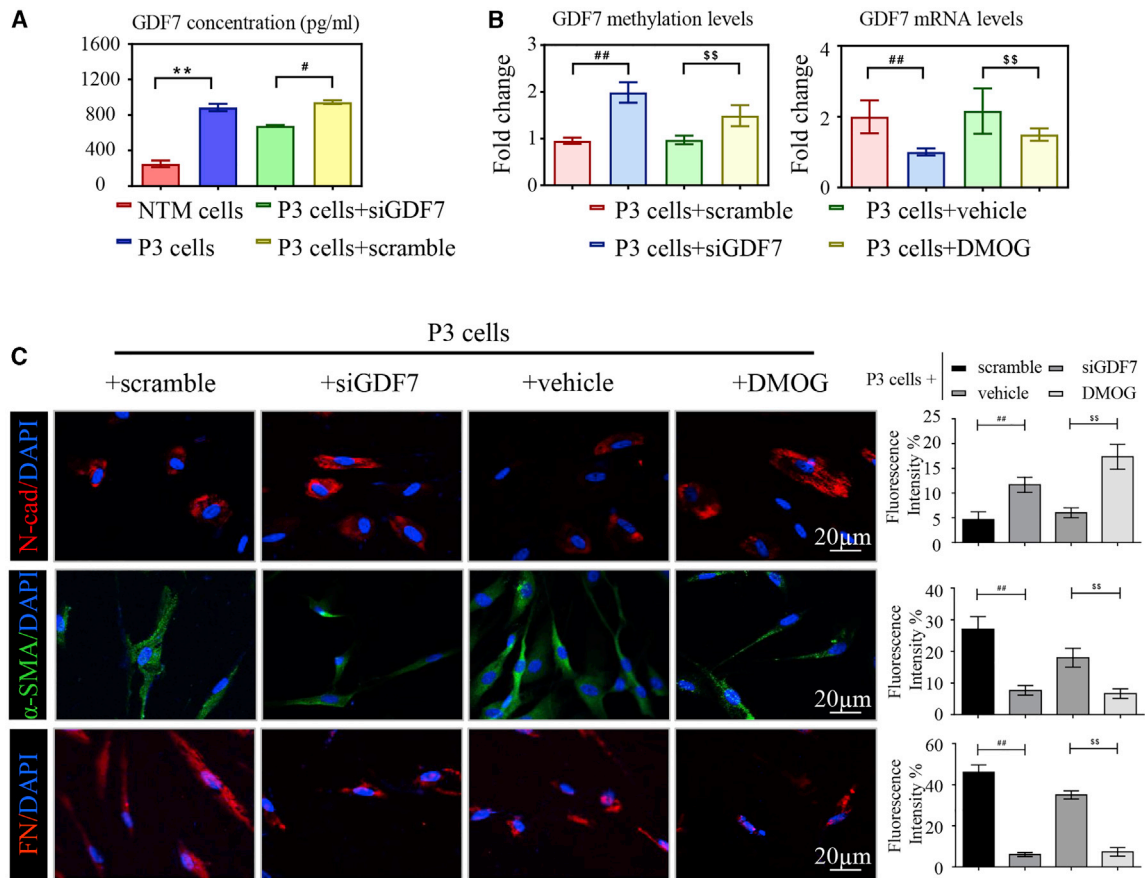 A
GDF7 concentration (pg/ml)
1600
1200
800
400
0
**
#
NTM cells
P3 cells+siGDF7
P3 cells
P3 cells+scramble
B
GDF7 methylation levels
Fold change
3
2
1
0
##
$$
GDF7 mRNA levels
Fold change
4
2
0
##
$$
P3 cells+scramble
P3 cells+vehicle
P3 cells+siGDF7
P3 cells+DMOG
C
P3 cells
+scramble
+siGDF7
+vehicle
+DMOG
N-cad/DAPI
20μm
α-SMA/DAPI
20μm
FN/DAPI
20μm
P3 cells +
scramble
siGDF7
vehicle
DMOG
Fluorescence
Intensity %
25
20
15
10
5
0
##
$$
Fluorescence
Intensity %
40
30
20
10
0
##
$$
Fluorescence
Intensity %
60
40
20
0
##
$$